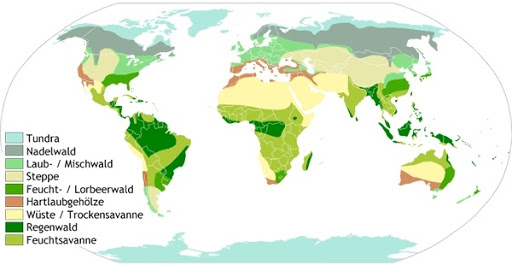 Tundra
Nadelwald
Laub- / Mischwald
Steppe
Feucht- / Lorbeerwald
Hartlaubgehölze
Wüste / Trockensavanne
Regenwald
Feuchtsavanne